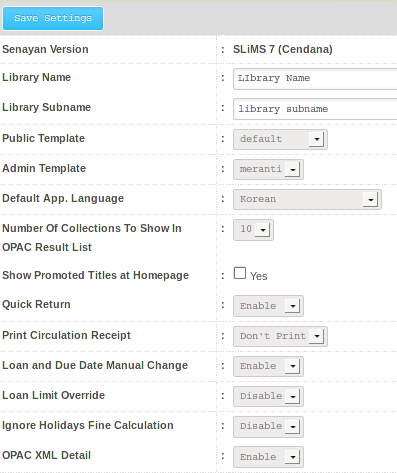 Save Settings
Senayan Version : SLiMS 7 (Cendana)
Library Name : LIbrary Name
Library Subname : library subname
Public Template : default
Admin Template : meranti
Default App. Language : Korean
Number Of Collections To Show In : 10
OPAC Result List
Show Promoted Titles at Homepage : Yes
Quick Return : Enable
Print Circulation Receipt : Don't Print
Loan and Due Date Manual Change : Enable
Loan Limit Override : Disable
Ignore Holidays Fine Calculation : Disable
OPAC XML Detail : Enable